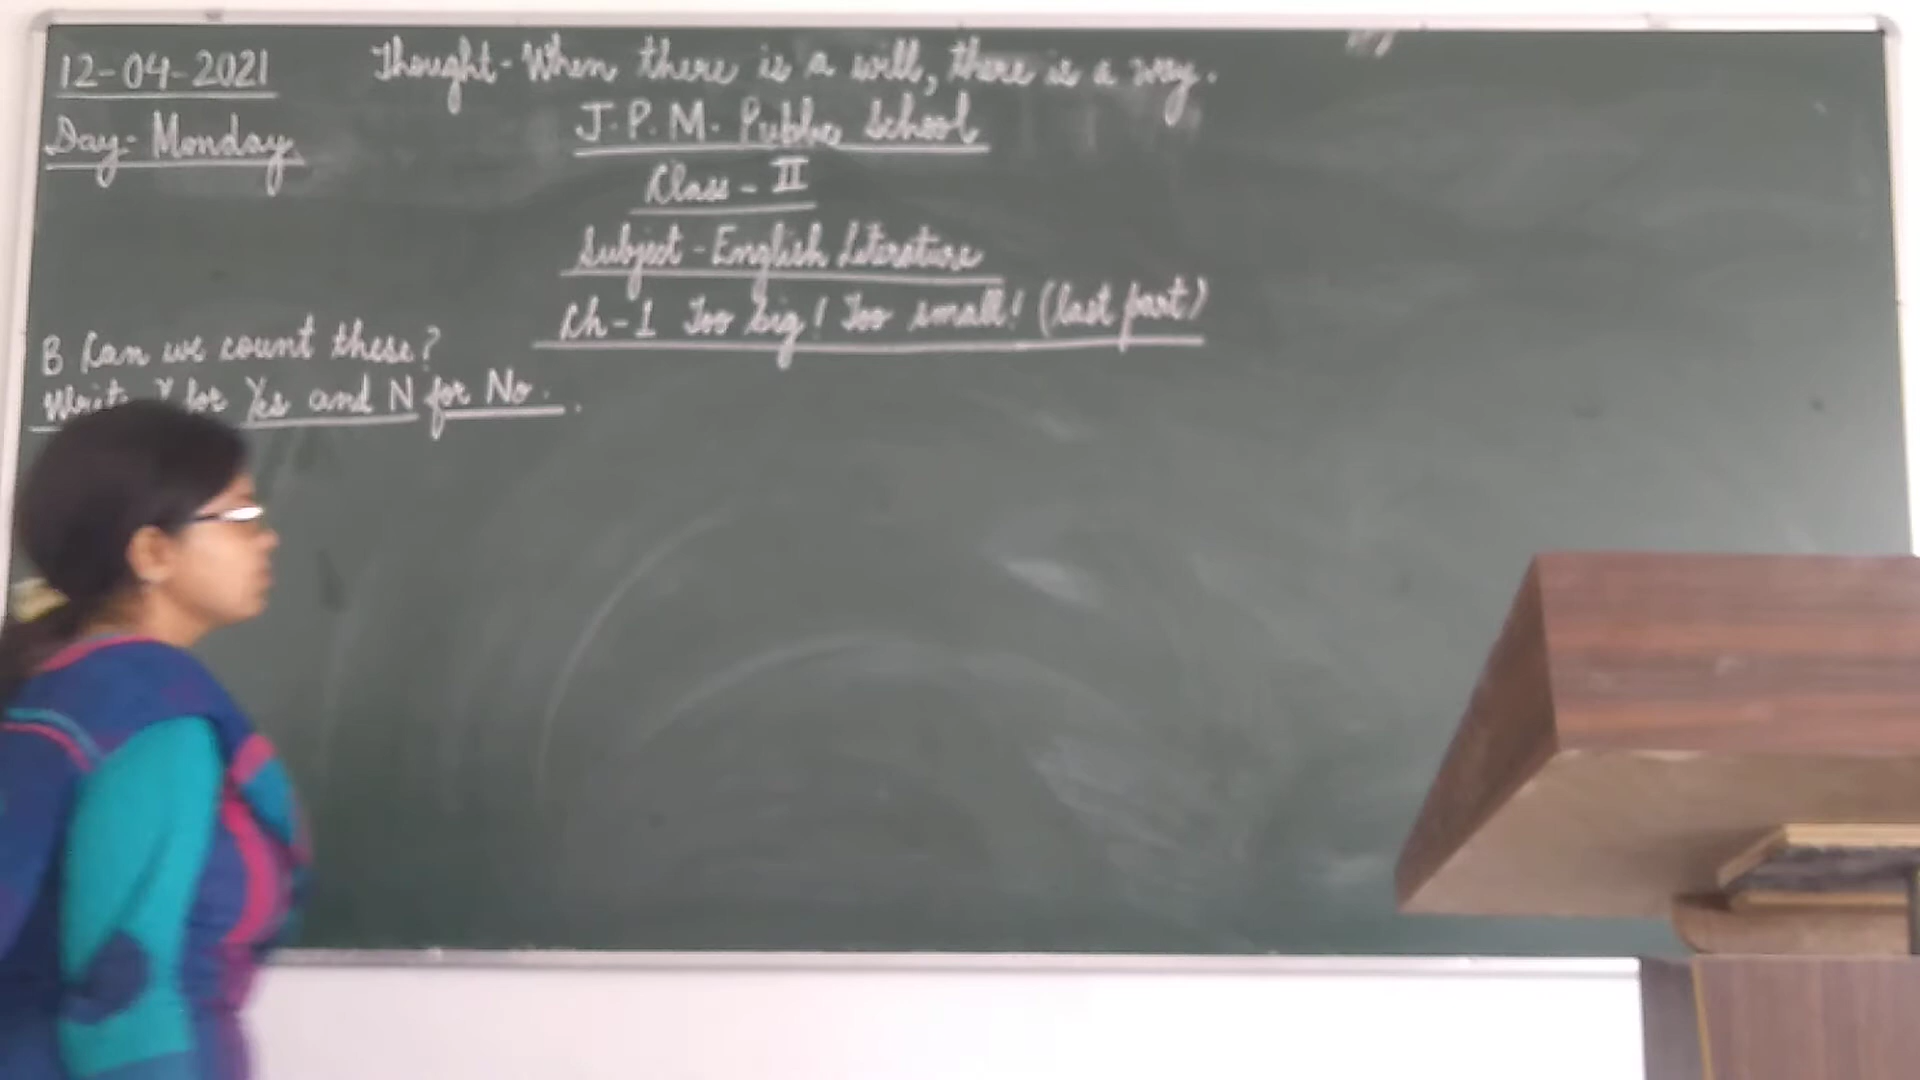 12-04-2021
Thought - When there is a will, there is a way.
Day- Monday
J.P.M. Public School
Class - II
Subject - English Literature
Ch-1 Too big! Too small! (last part)
B Can we count these?
Write Y for Yes and N for No.